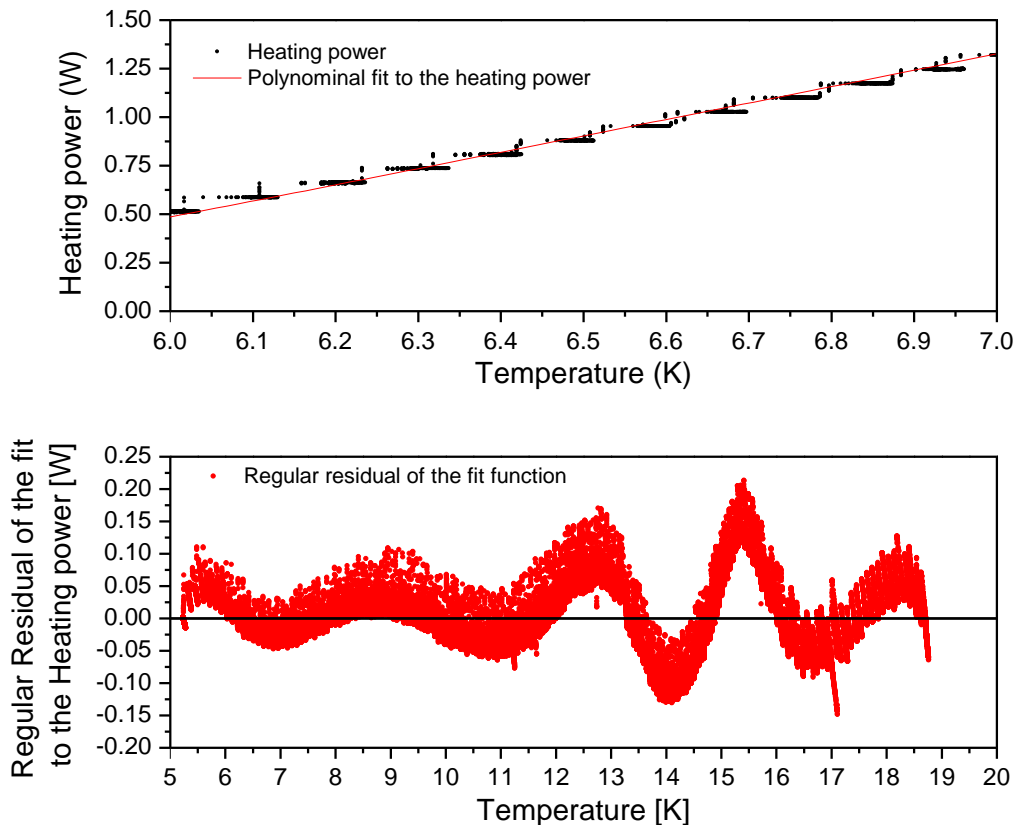 1.50
1.25
1.00
0.75
0.50
0.25
0.00
Heating power (W)
Heating power
Polynominal fit to the heating power
6.0 6.1 6.2 6.3 6.4 6.5 6.6 6.7 6.8 6.9 7.0
Temperature (K)
0.25
0.20
0.15
0.10
0.05
0.00
-0.05
-0.10
-0.15
-0.20
Regular Residual of the fit
to the Heating power [W]
Regular residual of the fit function
5 6 7 8 9 10 11 12 13 14 15 16 17 18 19 20
Temperature [K]